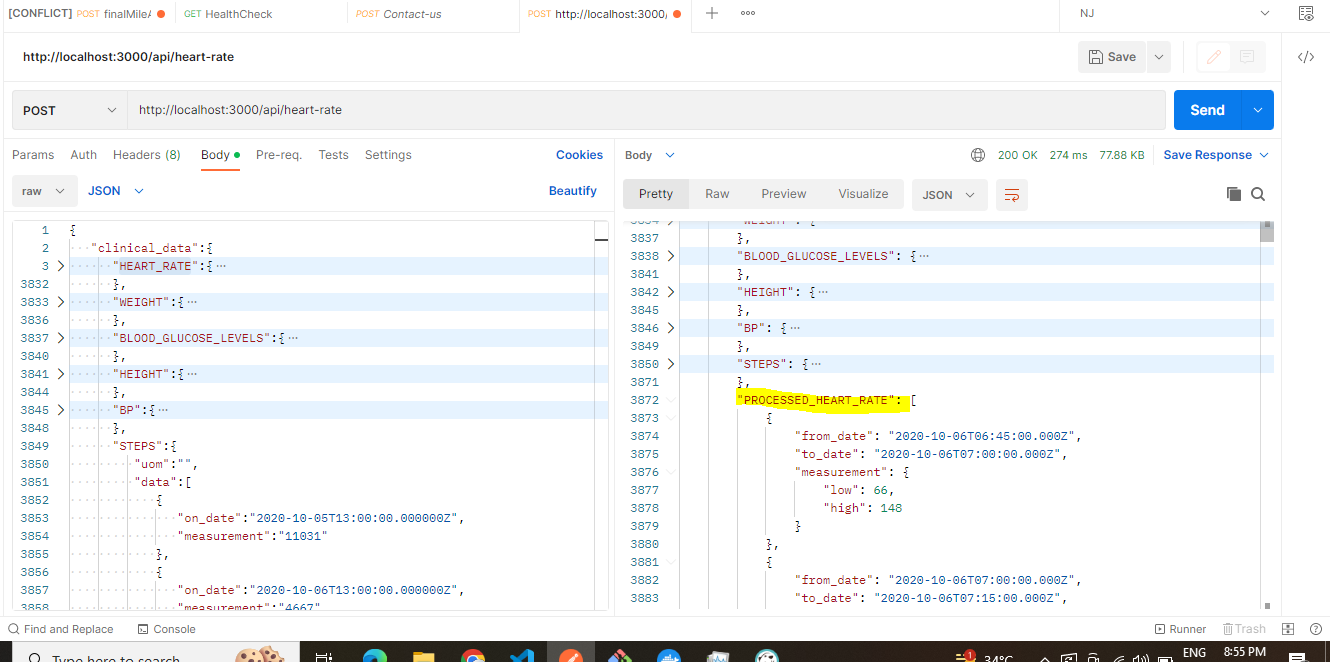 [CONFLICT] POST finalMileA GET HealthCheck POST Contact-us POST http://localhost:3000/ NJ
http://localhost:3000/api/heart-rate Save
POST http://localhost:3000/api/heart-rate Send
Params Auth Headers (8) Body Pre-req. Tests Settings Cookies
raw JSON Beautify
1 {
2 "clinical_data":{
3 "HEART_RATE":{
3832 },
3833 "WEIGHT":{
3836 },
3837 "BLOOD_GLUCOSE_LEVELS":{
3840 },
3841 "HEIGHT":{
3844 },
3845 "BP":{
3848 },
3849 "STEPS":{
3850 "uom":"",
3851 "data":[
3852 {
3853 "on_date":"2020-10-05T13:00:00.000000Z",
3854 "measurement":"11031"
3855 },
3856 {
3857 "on_date":"2020-10-06T13:00:00.000000Z",
3858 "measurement":"4667"
Body 200 OK 274 ms 77.88 KB Save Response
Pretty Raw Preview Visualize JSON
3834 "WEIGHT": {
3837 },
3838 "BLOOD_GLUCOSE_LEVELS": {
3841 },
3842 "HEIGHT": {
3845 },
3846 "BP": {
3849 },
3850 "STEPS": {
3871 },
3872 "PROCESSED_HEART_RATE": [
3873 {
3874 "from_date": "2020-10-06T06:45:00.000Z",
3875 "to_date": "2020-10-06T07:00:00.000Z",
3876 "measurement": {
3877 "low": 66,
3878 "high": 148
3879 }
3880 },
3881 {
3882 "from_date": "2020-10-06T07:00:00.000Z",
3883 "to_date": "2020-10-06T07:15:00.000Z",
Find and Replace Console Runner Trash
Type here to search 1 34°C ENG 8:55 PM